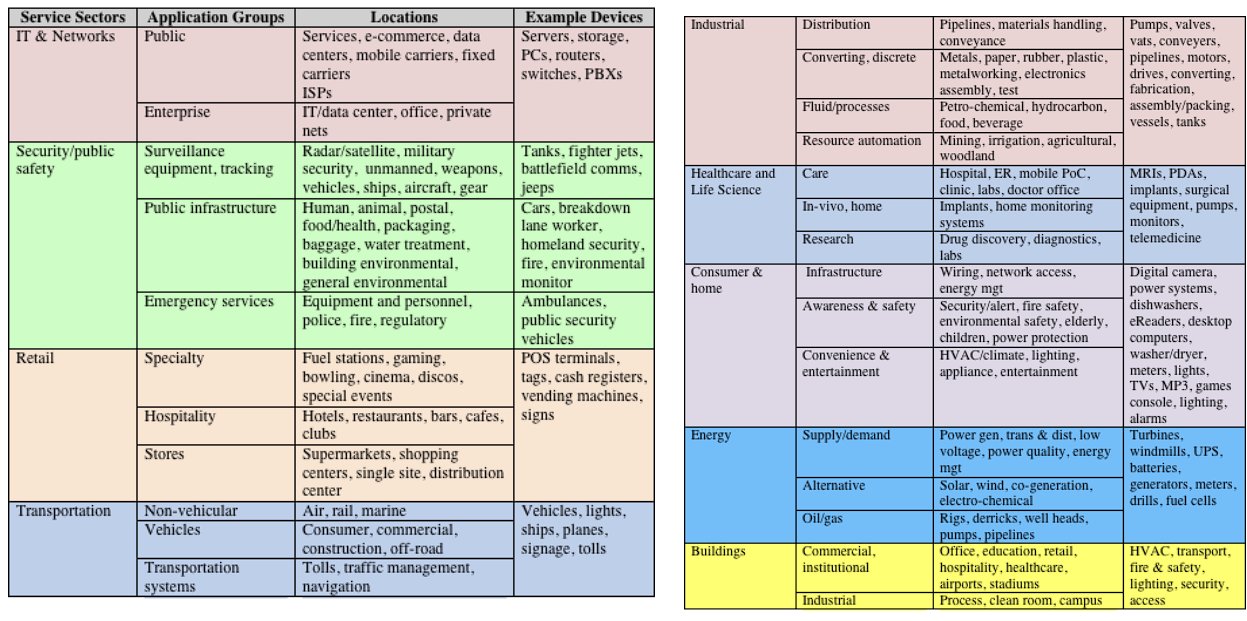 Service Sectors Application Groups Locations Example Devices
IT & Networks
Public
Services, e-commerce, data
centers, mobile carriers, fixed
carriers
ISPs
Servers, storage,
PCs, routers,
switches, PBXs
Enterprise
IT/data center, office, private
nets
Security/public
safety
Surveillance
equipment, tracking
Radar/satellite, military
security, unmanned, weapons,
vehicles, ships, aircraft, gear
Tanks, fighter jets,
battlefield comms,
jeeps
Public infrastructure
Human, animal, postal,
food/health, packaging,
baggage, water treatment,
building environmental,
general environmental
Cars, breakdown
lane worker,
homeland security,
fire, environmental
monitor
Emergency services
Equipment and personnel,
police, fire, regulatory
Ambulances,
public security
vehicles
Retail
Specialty
Fuel stations, gaming,
bowling, cinema, discos,
special events
POS terminals,
tags, cash registers,
vending machines,
signs
Hospitality
Hotels, restaurants, bars, cafes,
clubs
Stores
Supermarkets, shopping
centers, single site, distribution
center
Transportation
Non-vehicular
Air, rail, marine
Vehicles, lights,
ships, planes,
signage, tolls
Vehicles
Consumer, commercial,
construction, off-road
Transportation
systems
Tolls, traffic management,
navigation
Industrial
Distribution
Pipelines, materials handling,
conveyance
Pumps, valves,
vats, conveyers,
pipelines, motors,
drives, converting,
fabrication,
assembly/packing,
vessels, tanks
Converting, discrete
Metals, paper, rubber, plastic,
metalworking, electronics
assembly, test
Fluid/processes
Petro-chemical, hydrocarbon,
food, beverage
Resource automation
Mining, irrigation, agricultural,
woodland
Healthcare and
Life Science
Care
Hospital, ER, mobile PoC,
clinic, labs, doctor office
MRIs, PDAs,
implants, surgical
equipment, pumps,
monitors,
telemedicine
In-vivo, home
Implants, home monitoring
systems
Research
Drug discovery, diagnostics,
labs
Consumer &
home
Infrastructure
Wiring, network access,
energy mgt
Digital camera,
power systems,
dishwashers,
eReaders, desktop
computers,
washer/dryer,
meters, lights,
TVs, MP3, games
console, lighting,
alarms
Awareness & safety
Security/alert, fire safety,
environmental safety, elderly,
children, power protection
Convenience &
entertainment
HVAC/climate, lighting,
appliance, entertainment
Energy
Supply/demand
Power gen, trans & dist, low
voltage, power quality, energy
mgt
Turbines,
windmills, UPS,
batteries,
generators, meters,
drills, fuel cells
Alternative
Solar, wind, co-generation,
electro-chemical
Oil/gas
Rigs, derricks, well heads,
pumps, pipelines
Buildings
Commercial,
institutional
Office, education, retail,
hospitality, healthcare,
airports, stadiums
HVAC, transport,
fire & safety,
lighting, security,
access
Industrial
Process, clean room, campus